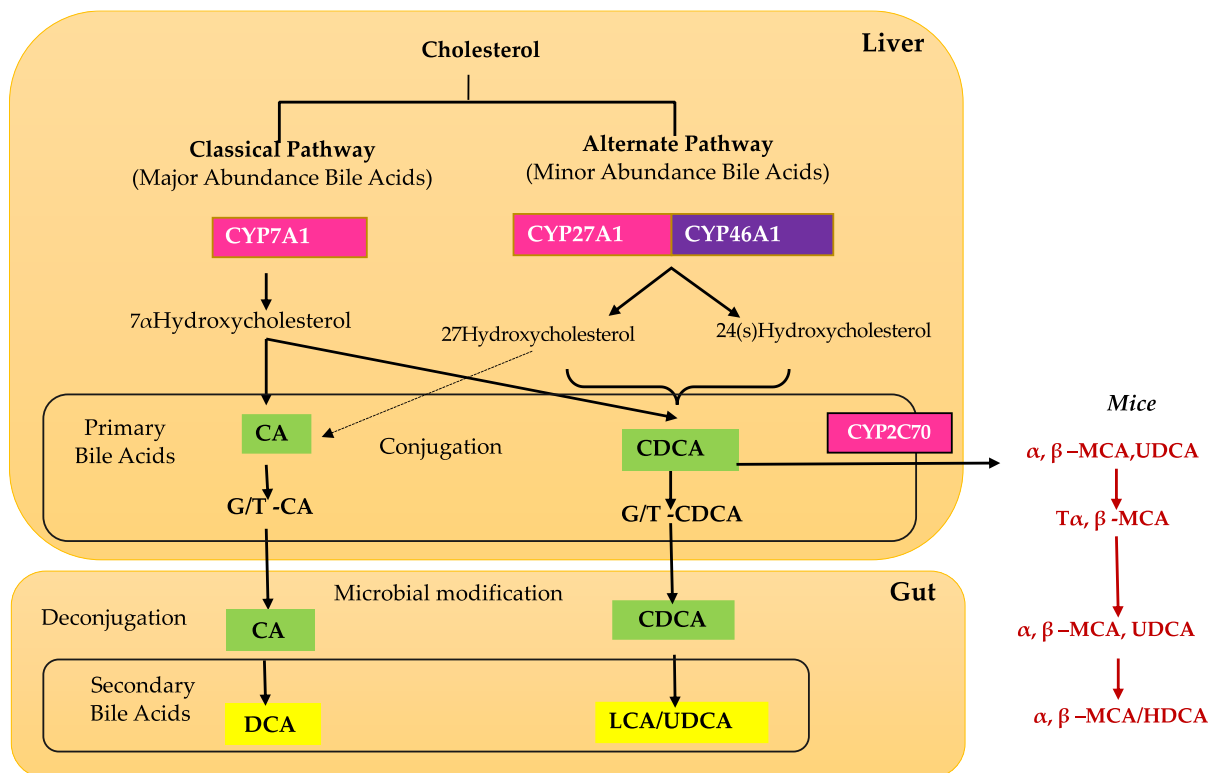 Liver
Cholesterol
Classical Pathway
(Major Abundance Bile Acids)
Alternate Pathway
(Minor Abundance Bile Acids)
CYP7A1
CYP27A1
CYP46A1
7αHydroxycholesterol
27Hydroxycholesterol
24(s)Hydroxycholesterol
Primary
Bile Acids
CA
Conjugation
CDCA
CYP2C70
G/T -CA
G/T -CDCA
Mice
α, β –MCA,UDCA
Tα, β -MCA
α, β –MCA, UDCA
α, β –MCA/HDCA
Gut
Microbial modification
Deconjugation
CA
CDCA
Secondary
Bile Acids
DCA
LCA/UDCA